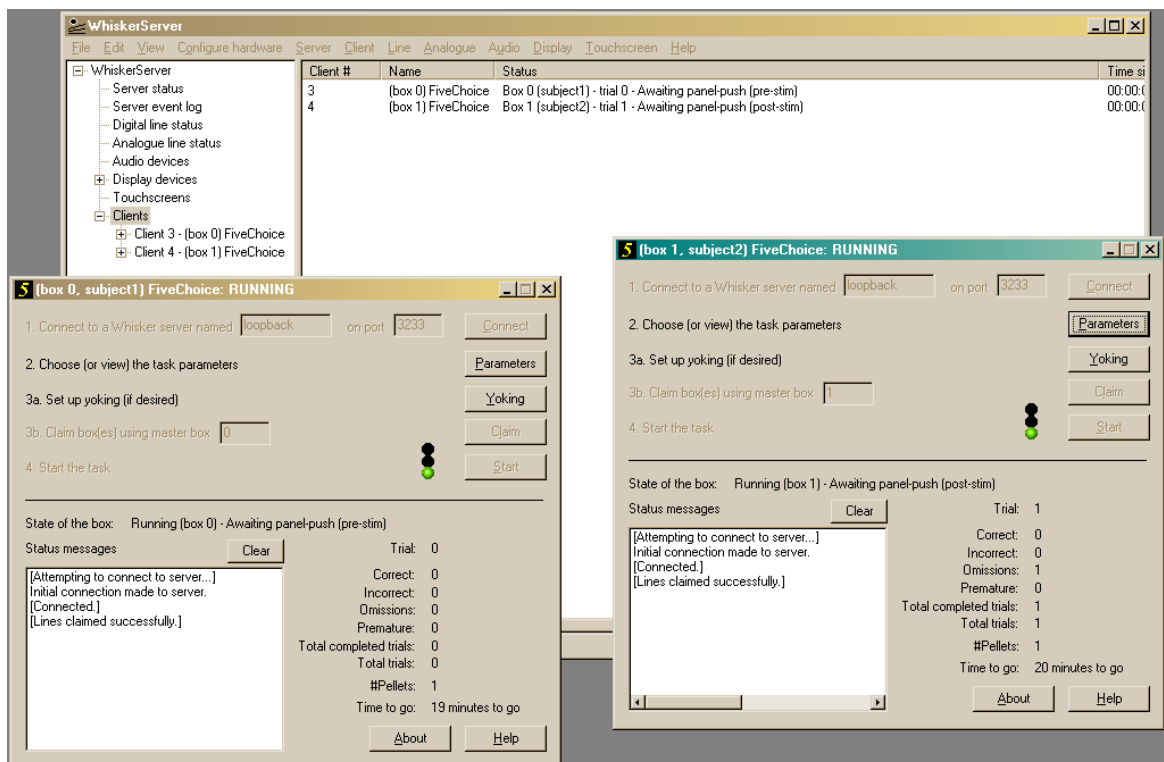 WhiskerServer
File Edit View Configure hardware Server Client Line Analogue Audio Display Touchscreen Help
WhiskerServer
Server status
Server event log
Digital line status
Analogue line status
Audio devices
Display devices
Touchscreens
Clients
Client 3 - (box 0) FiveChoice
Client 4 - (box 1) FiveChoice
Client # Name Status Time si
3 (box 0) FiveChoice Box 0 (subject1) - trial 0 - Awaiting panel-push (pre-stim) 00:00:0
4 (box 1) FiveChoice Box 1 (subject2) - trial 1 - Awaiting panel-push (post-stim) 00:00:0
5 (box 0, subject1) FiveChoice: RUNNING
1. Connect to a Whisker server named loopback on port 3233 Connect
2. Choose (or view) the task parameters Parameters
3a. Set up yoking (if desired) Yoking
3b. Claim box(es) using master box 0 Claim
4. Start the task Start
State of the box: Running (box 0) - Awaiting panel-push (pre-stim)
Status messages Clear
[Attempting to connect to server...]
Initial connection made to server.
[Connected.]
[Lines claimed successfully.]
Trial: 0
Correct: 0
Incorrect: 0
Omissions: 0
Premature: 0
Total completed trials: 0
Total trials: 0
#Pellets: 1
Time to go: 19 minutes to go
About Help
5 (box 1, subject2) FiveChoice: RUNNING
1. Connect to a Whisker server named loopback on port 3233 Connect
2. Choose (or view) the task parameters Parameters
3a. Set up yoking (if desired) Yoking
3b. Claim box(es) using master box 1 Claim
4. Start the task Start
State of the box: Running (box 1) - Awaiting panel-push (post-stim)
Status messages Clear
[Attempting to connect to server...]
Initial connection made to server.
[Connected.]
[Lines claimed successfully.]
Trial: 1
Correct: 0
Incorrect: 0
Omissions: 1
Premature: 0
Total completed trials: 1
Total trials: 1
#Pellets: 1
Time to go: 20 minutes to go
About Help